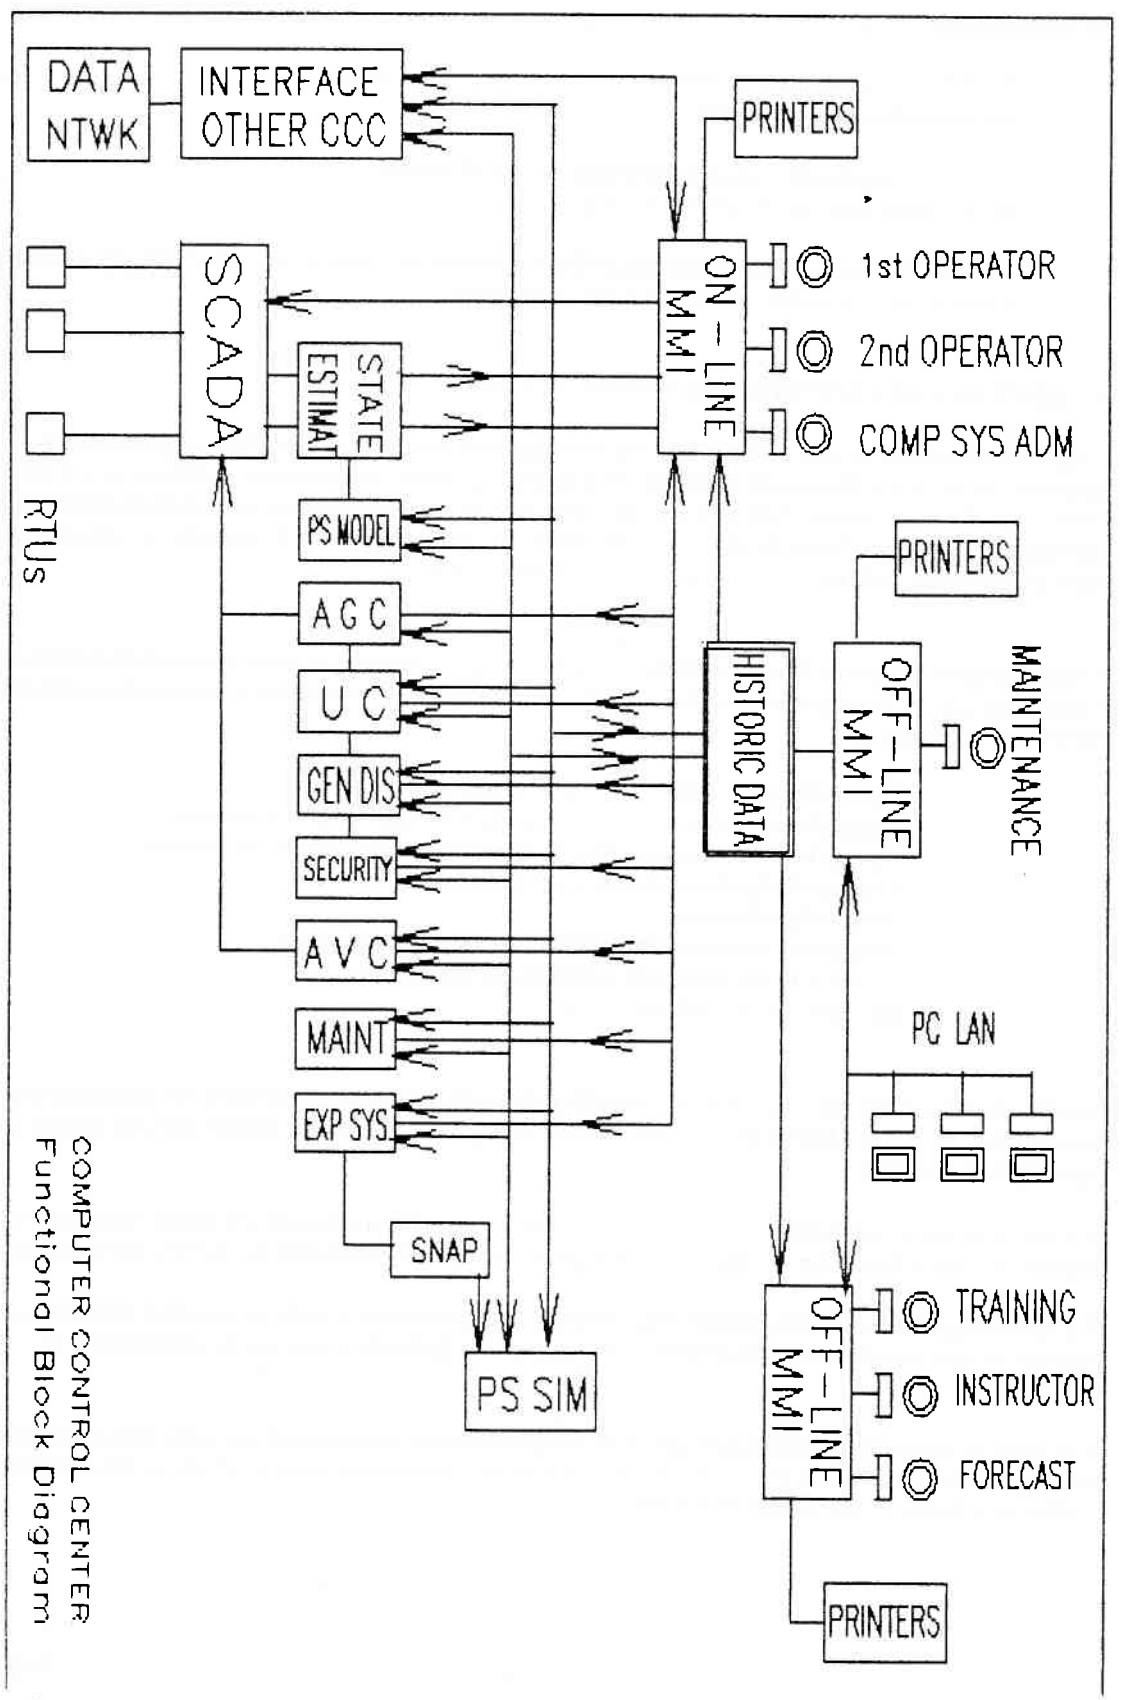 DATA
NTWK
INTERFACE
OTHER CCC
PRINTERS
SCADA
ON-LINE
MMI
1st OPERATOR
2nd OPERATOR
COMP SYS ADM
STATE
ESTIMAT
RTUs
PS MODEL
PRINTERS
AGC
UC
GEN DIS
SECURITY
AVC
MAINT
EXP SYS
HISTORIC DATA
OFF-LINE
MMI
MAINTENANCE
PC LAN
SNAP
PS SIM
OFF-LINE
MMI
TRAINING
INSTRUCTOR
FORECAST
PRINTERS
COMPUTER CONTROL CENTER
Functional Block Diagram